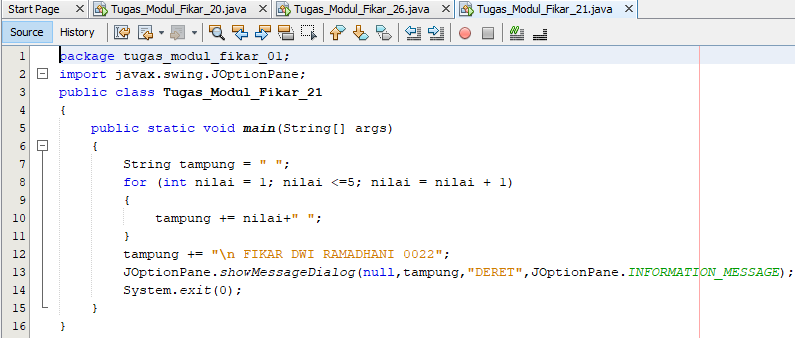 Start Page Tugas_Modul_Fikar_20.java Tugas_Modul_Fikar_26.java Tugas_Modul_Fikar_21.java
Source History
1 package tugas_modul_fikar_01;
2 import javax.swing.JOptionPane;
3 public class Tugas_Modul_Fikar_21
4 {
5 public static void main(String[] args)
6 {
7 String tampung = " ";
8 for (int nilai = 1; nilai <=5; nilai = nilai + 1)
9 {
10 tampung += nilai+" ";
11 }
12 tampung += "\n FIKAR DWI RAMADHANI 0022";
13 JOptionPane.showMessageDialog(null,tampung,"DERET",JOptionPane.INFORMATION_MESSAGE);
14 System.exit(0);
15 }
16 }